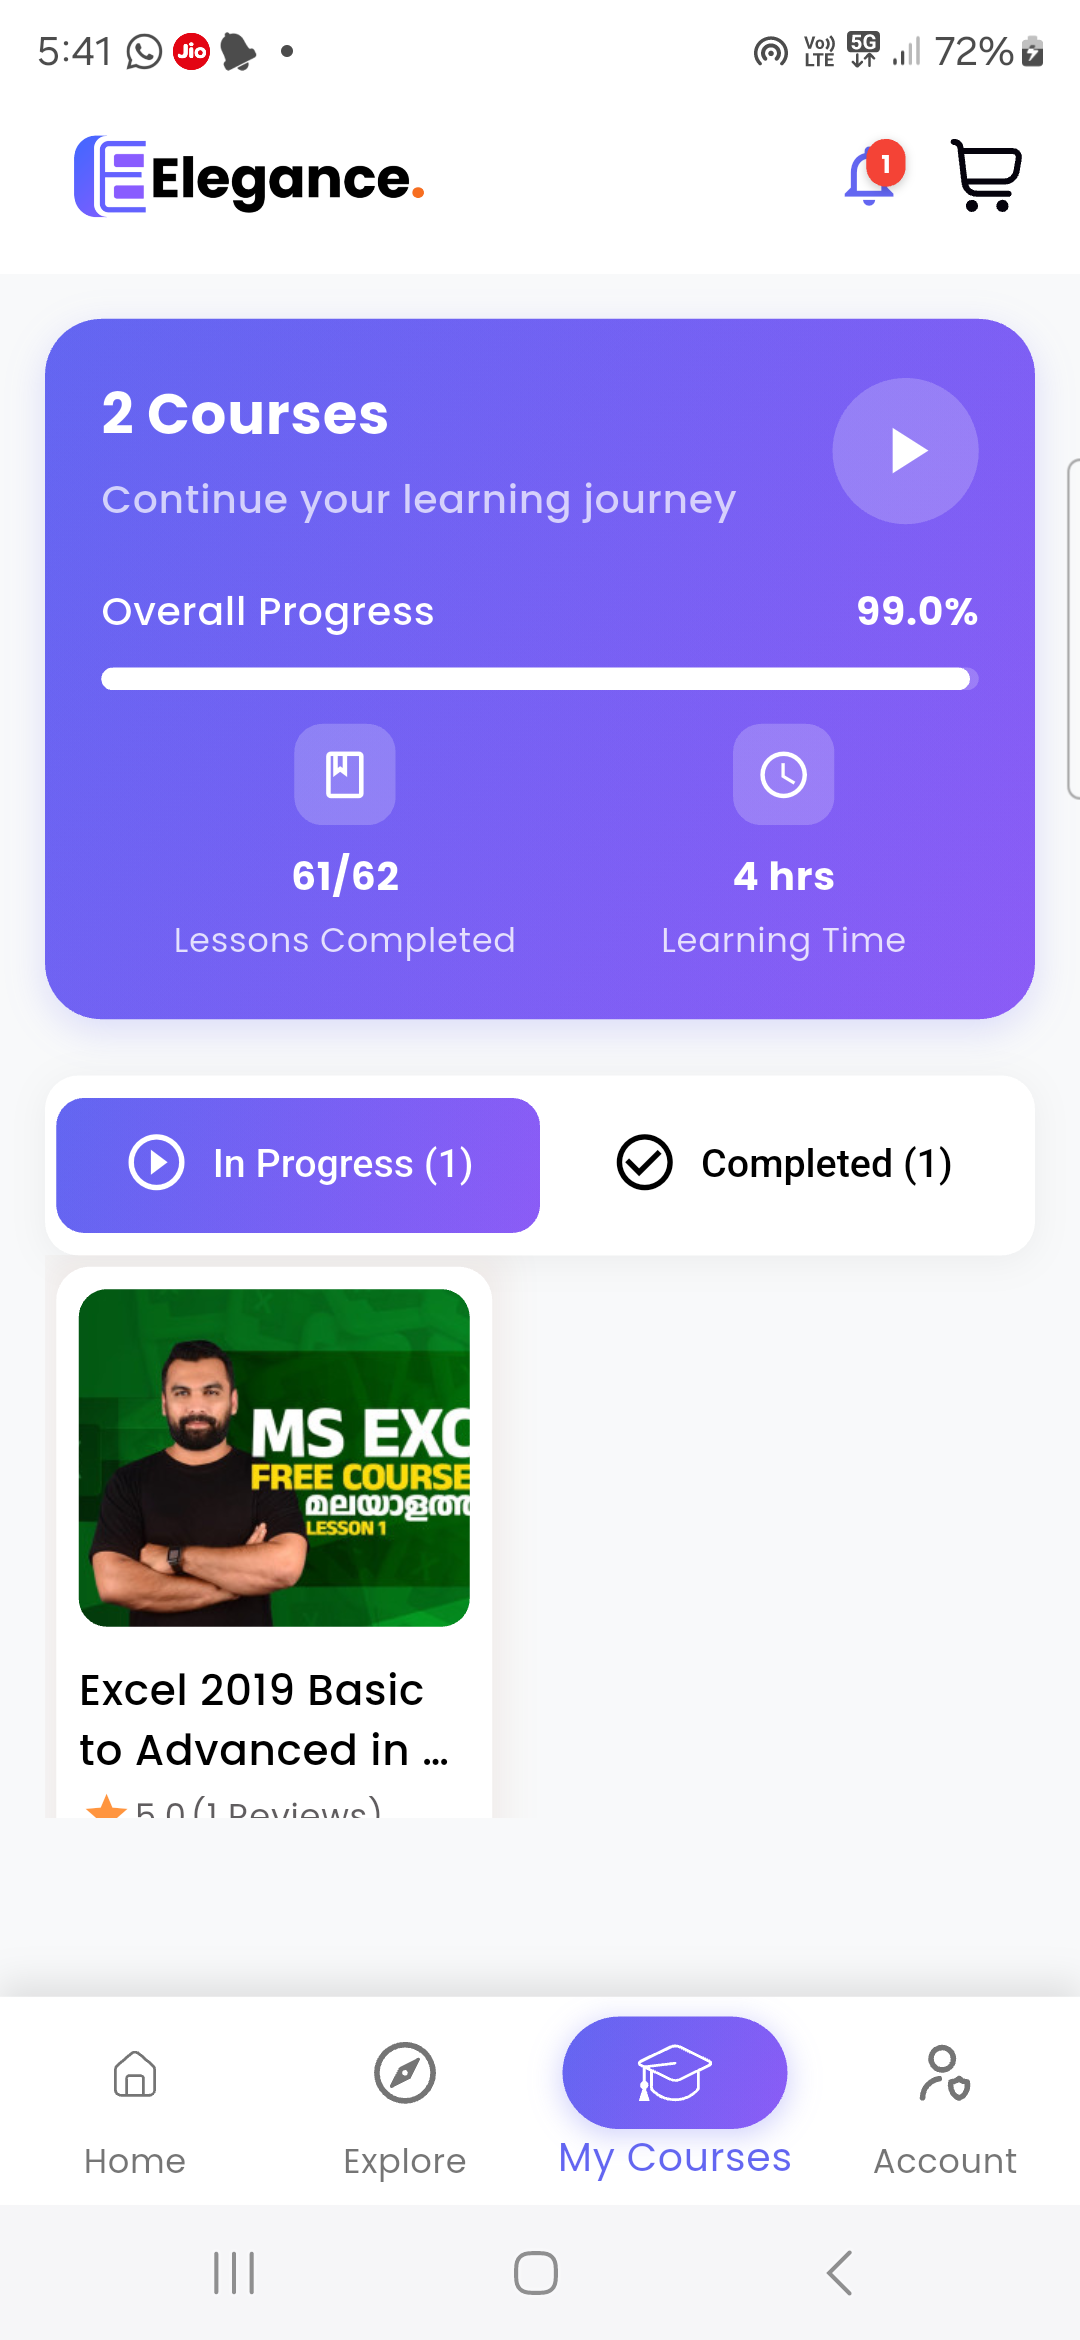 5:41
Jio
Vo)) LTE
5G
72%
Elegance.
1
2 Courses
Continue your learning journey
Overall Progress
99.0%
61/62
4 hrs
Lessons Completed
Learning Time
In Progress (1)
Completed (1)
MS EXC
FREE COURSE
മലയാളത്ത
LESSON 1
Excel 2019 Basic
to Advanced in ...
5.0 (1 Reviews)
Home
Explore
My Courses
Account